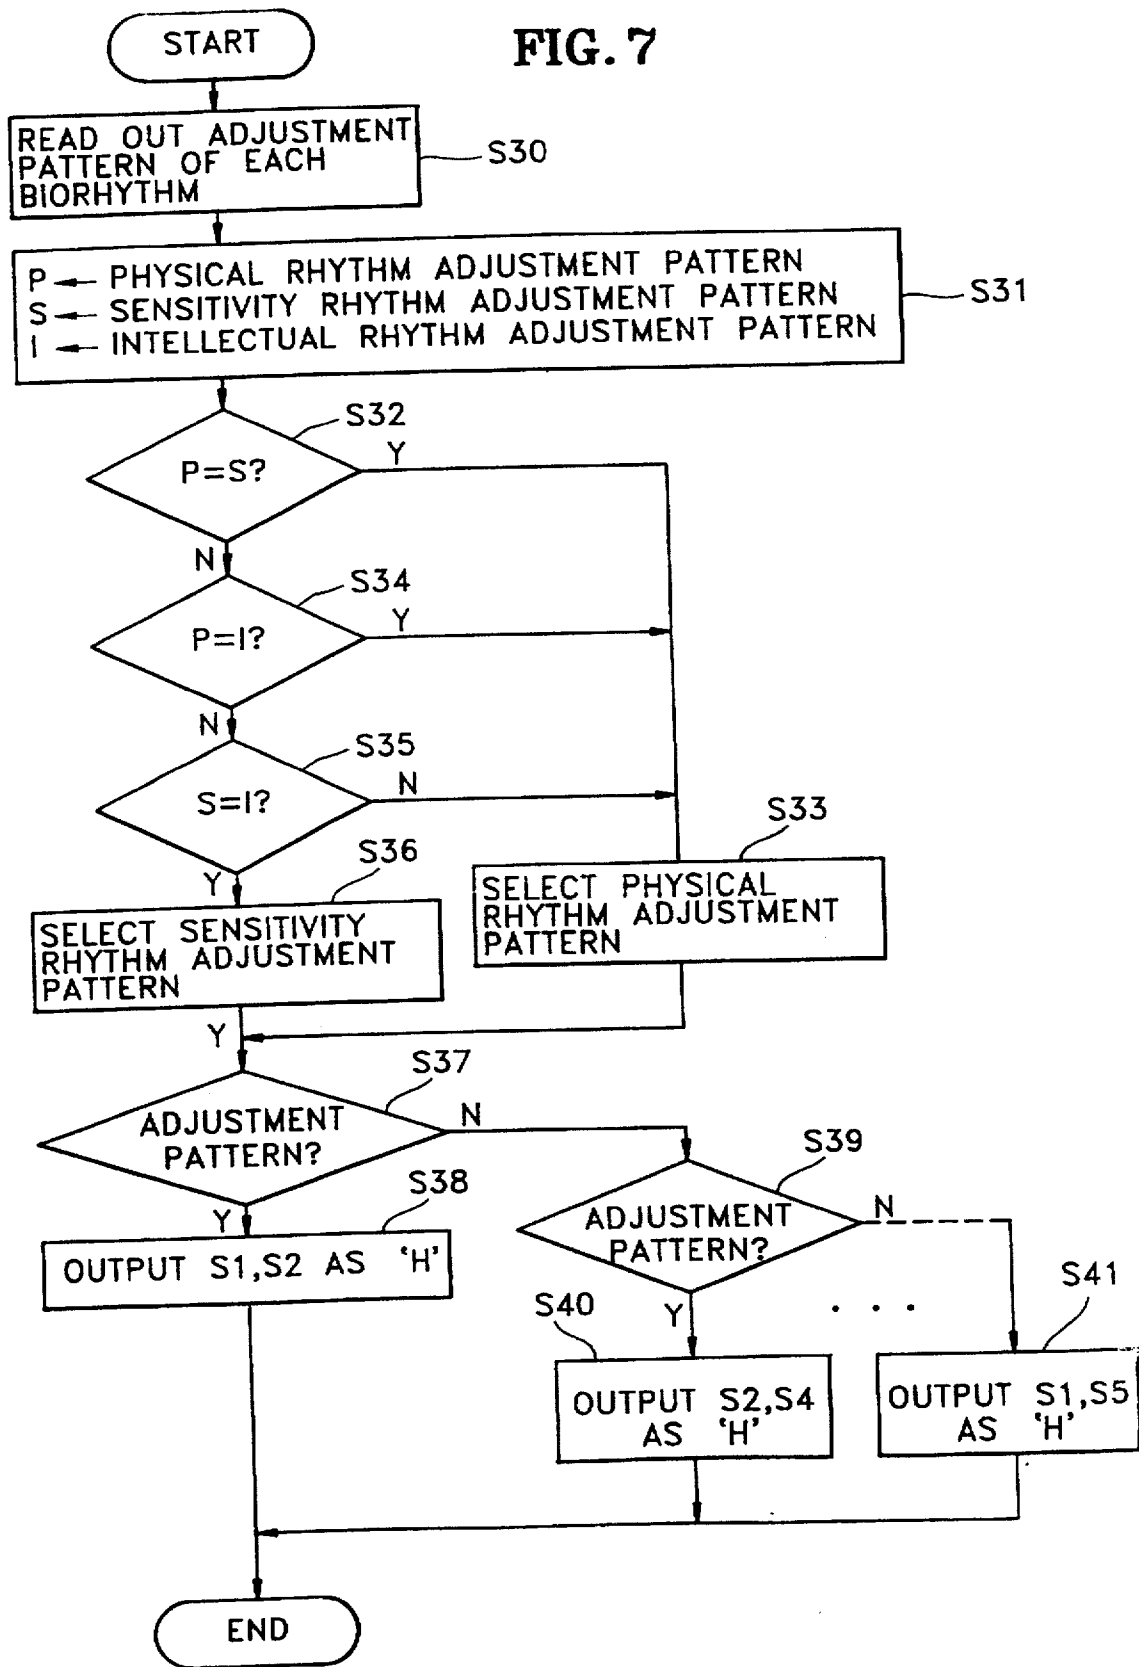 FIG. 7
START
READ OUT ADJUSTMENT
PATTERN OF EACH
BIORHYTHM
S30
P ← PHYSICAL RHYTHM ADJUSTMENT PATTERN
S ← SENSITIVITY RHYTHM ADJUSTMENT PATTERN
I ← INTELLECTUAL RHYTHM ADJUSTMENT PATTERN
S31
S32
P=S?
Y
N
S34
P=I?
Y
N
S35
S=I?
N
Y
S36
SELECT SENSITIVITY
RHYTHM ADJUSTMENT
PATTERN
S33
SELECT PHYSICAL
RHYTHM ADJUSTMENT
PATTERN
Y
S37
ADJUSTMENT
PATTERN?
N
Y
S38
OUTPUT S1,S2 AS 'H'
S39
ADJUSTMENT
PATTERN?
N
Y
S40
OUTPUT S2,S4
AS 'H'
. . .
S41
OUTPUT S1,S5
AS 'H'
END